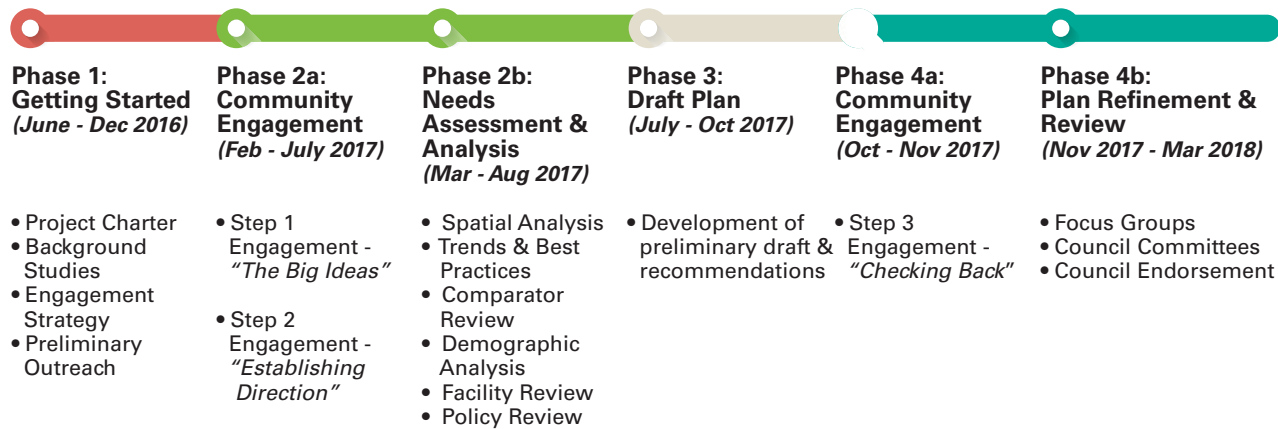 Phase 1:
Getting Started
(June - Dec 2016)
• Project Charter
• Background
Studies
• Engagement
Strategy
• Preliminary
Outreach
Phase 2a:
Community
Engagement
(Feb - July 2017)
• Step 1
Engagement -
“The Big Ideas”
• Step 2
Engagement -
“Establishing
Direction”
Phase 2b:
Needs
Assessment &
Analysis
(Mar - Aug 2017)
• Spatial Analysis
• Trends & Best
Practices
• Comparator
Review
• Demographic
Analysis
• Facility Review
• Policy Review
Phase 3:
Draft Plan
(July - Oct 2017)
• Development of
preliminary draft &
recommendations
Phase 4a:
Community
Engagement
(Oct - Nov 2017)
• Step 3
Engagement -
“Checking Back”
Phase 4b:
Plan Refinement &
Review
(Nov 2017 - Mar 2018)
• Focus Groups
• Council Committees
• Council Endorsement